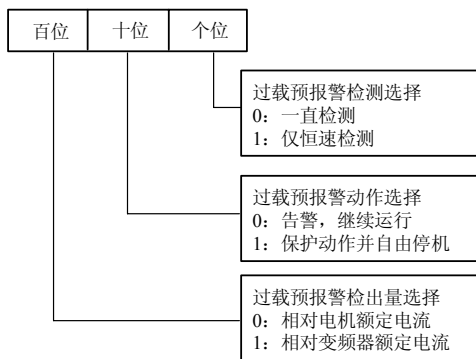 百位 十位 个位
过载预报警检测选择
0：一直检测
1：仅恒速检测
过载预报警动作选择
0：告警，继续运行
1：保护动作并自由停机
过载预报警检出量选择
0：相对电机额定电流
1：相对变频器额定电流